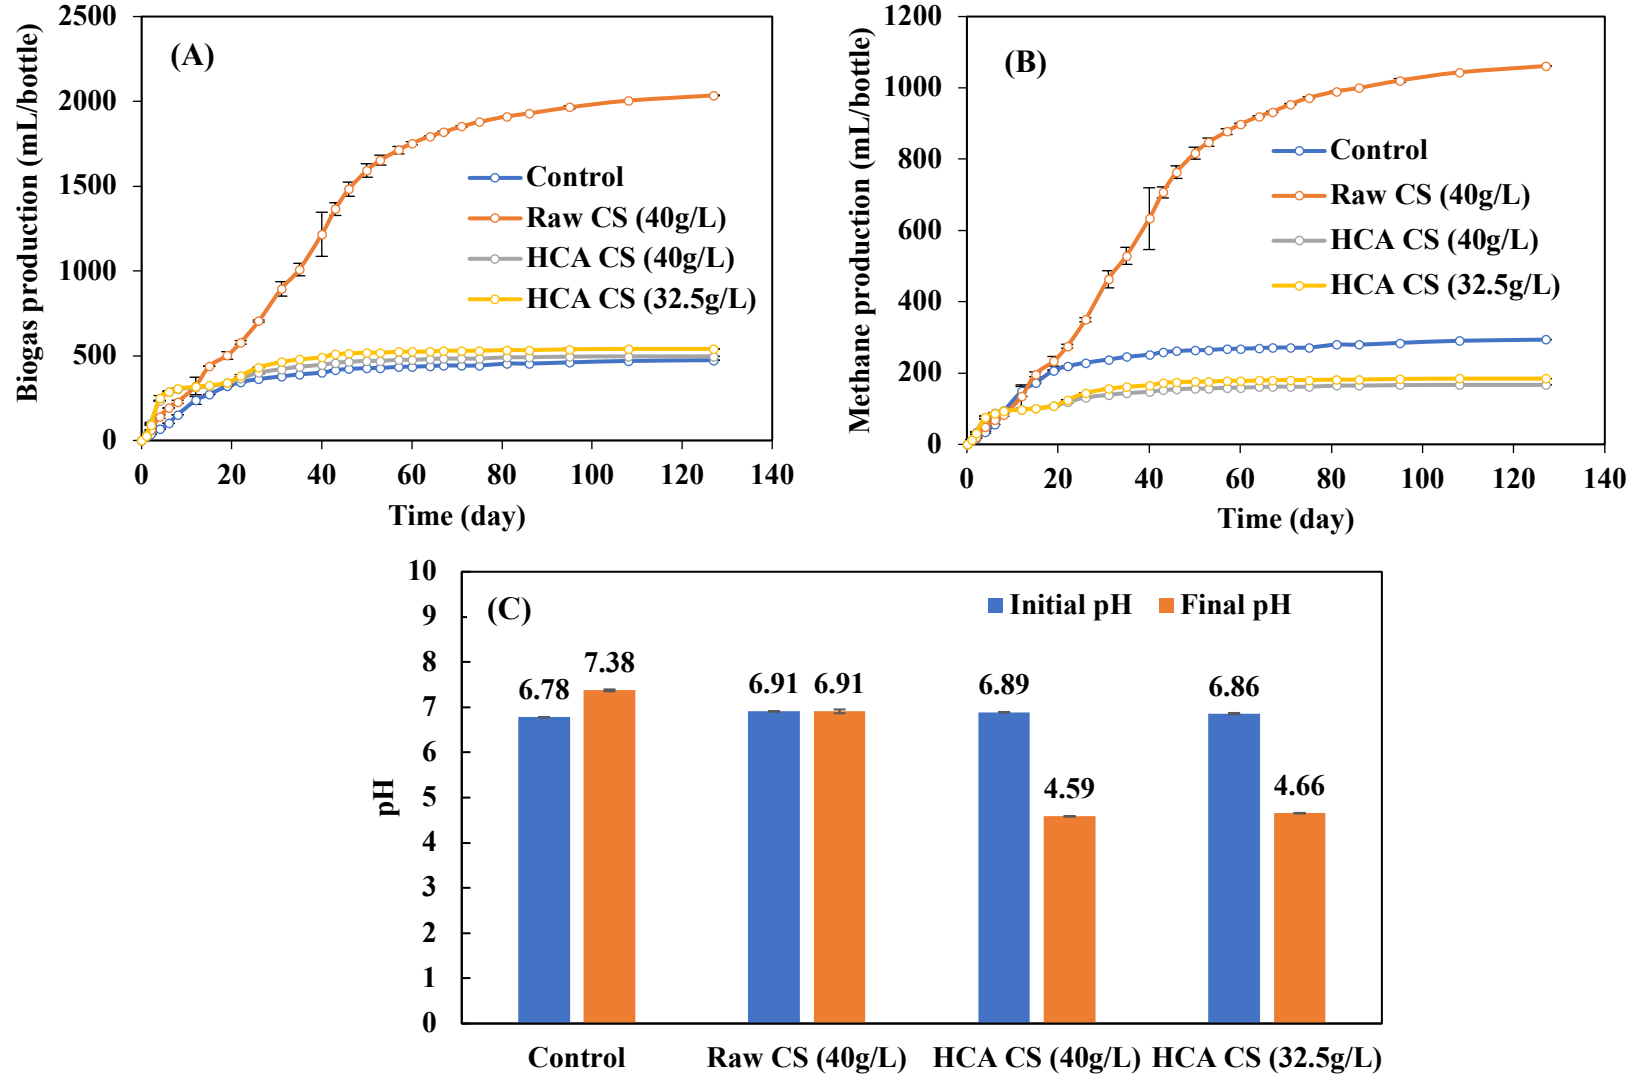 (A)
Biogas production (mL/bottle)
2500
2000
1500
1000
500
0
Control
Raw CS (40g/L)
HCA CS (40g/L)
HCA CS (32.5g/L)
0 20 40 60 80 100 120 140
Time (day)
(B)
Methane production (mL/bottle)
1200
1000
800
600
400
200
0
Control
Raw CS (40g/L)
HCA CS (40g/L)
HCA CS (32.5g/L)
0 20 40 60 80 100 120 140
Time (day)
(C)
pH
10
9
8
7
6
5
4
3
2
1
0
Initial pH Final pH
6.78 7.38 6.91 6.91 6.89 4.59 6.86 4.66
Control Raw CS (40g/L) HCA CS (40g/L) HCA CS (32.5g/L)